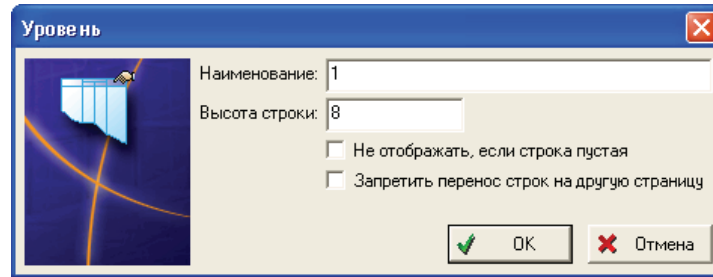 Уровень
Наименование: 1
Высота строки: 8
Не отображать, если строка пустая
Запретить перенос строк на другую страницу
OK
Отмена